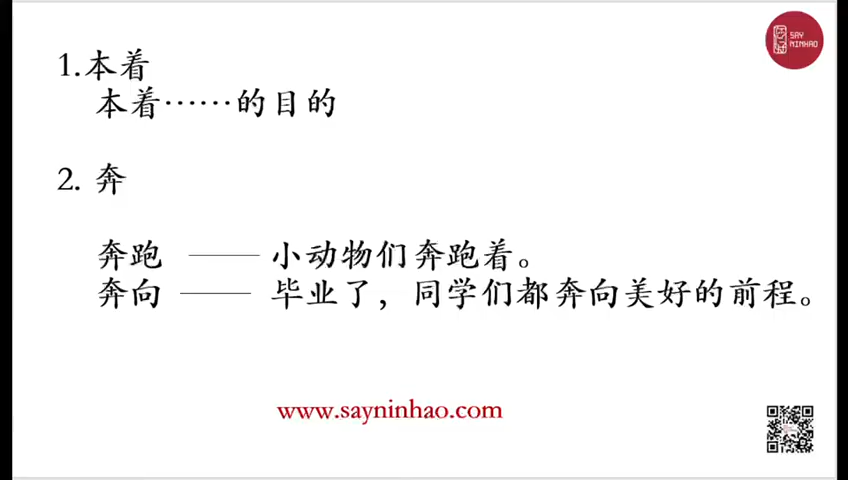 SAY
NINHAO
1.本着
本着……的目的
2. 奔
奔跑 —— 小动物们奔跑着。
奔向 —— 毕业了，同学们都奔向美好的前程。
www.sayninhao.com